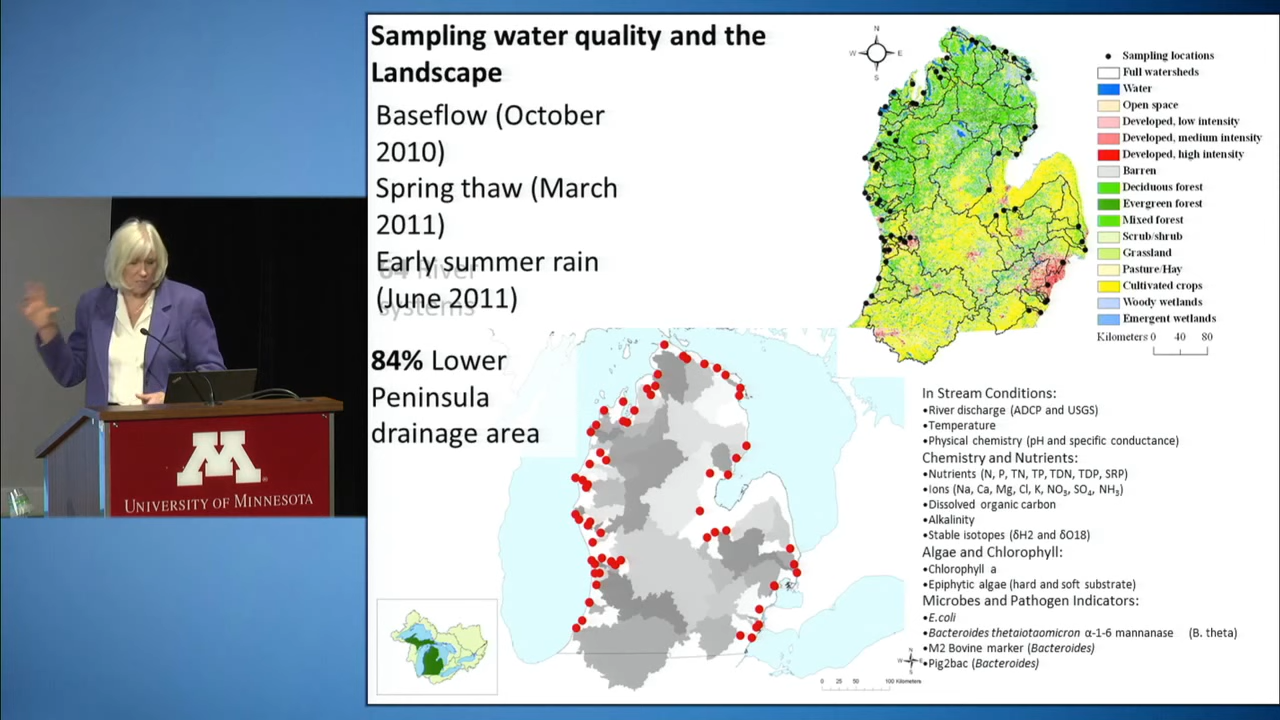 Sampling water quality and the
Landscape
Baseflow (October
2010)
Spring thaw (March
2011)
Early summer rain
(June 2011)
64 River
systems
84% Lower
Peninsula
drainage area
N
W E
S
Sampling locations
Full watersheds
Water
Open space
Developed, low intensity
Developed, medium intensity
Developed, high intensity
Barren
Deciduous forest
Evergreen forest
Mixed forest
Scrub/shrub
Grassland
Pasture/Hay
Cultivated crops
Woody wetlands
Emergent wetlands
Kilometers 0 40 80
In Stream Conditions:
•River discharge (ADCP and USGS)
•Temperature
•Physical chemistry (pH and specific conductance)
Chemistry and Nutrients:
•Nutrients (N, P, TN, TP, TDN, TDP, SRP)
•Ions (Na, Ca, Mg, Cl, K, NO₃, SO₄, NH₃)
•Dissolved organic carbon
•Alkalinity
•Stable isotopes (δH2 and δO18)
Algae and Chlorophyll:
•Chlorophyll a
•Epiphytic algae (hard and soft substrate)
Microbes and Pathogen Indicators:
•E.coli
•Bacteroides thetaiotaomicron α-1-6 mannanase (B. theta)
•M2 Bovine marker (Bacteroides)
•Pig2bac (Bacteroides)
0 25 50 100 Kilometers
M
UNIVERSITY OF MINNESOTA